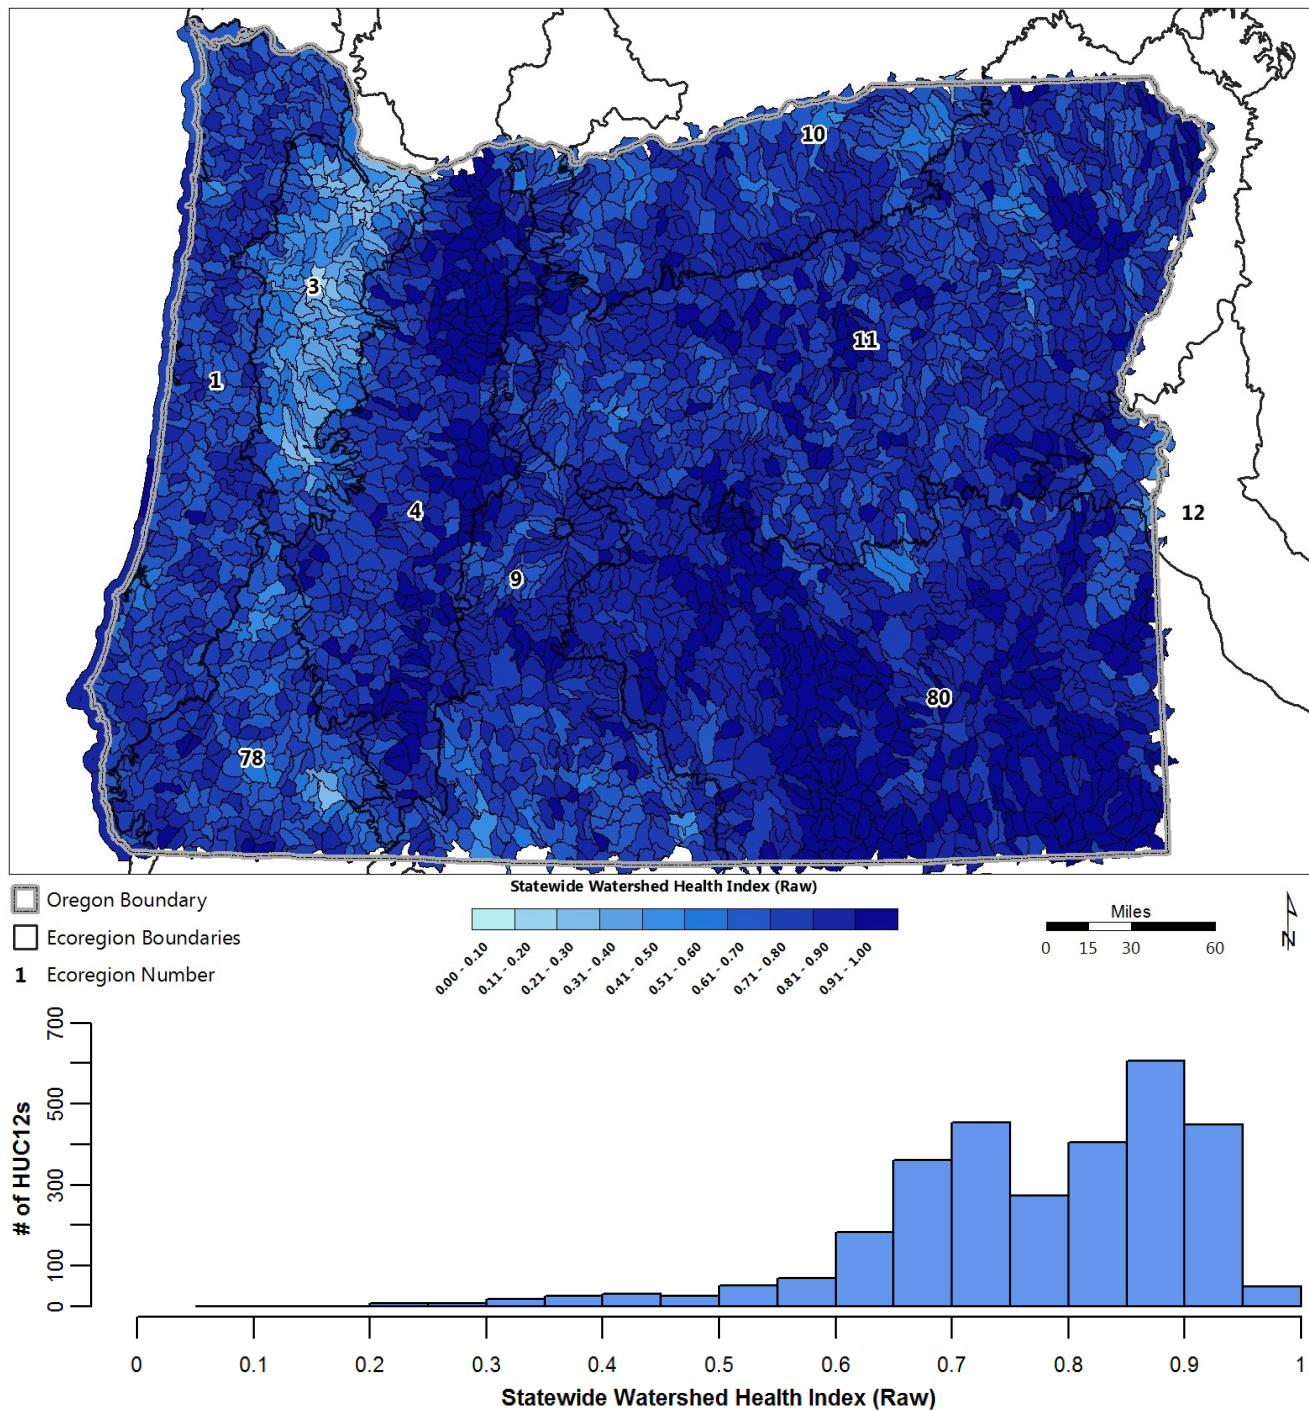 10
3
11
1
4
12
9
80
78
Statewide Watershed Health Index (Raw)
Oregon Boundary
Ecoregion Boundaries
1 Ecoregion Number
0.00 - 0.10
0.11 - 0.20
0.21 - 0.30
0.31 - 0.40
0.41 - 0.50
0.51 - 0.60
0.61 - 0.70
0.71 - 0.80
0.81 - 0.90
0.91 - 1.00
Miles
0 15 30 60
N
# of HUC12s
700
500
300
100
0
0 0.1 0.2 0.3 0.4 0.5 0.6 0.7 0.8 0.9 1
Statewide Watershed Health Index (Raw)